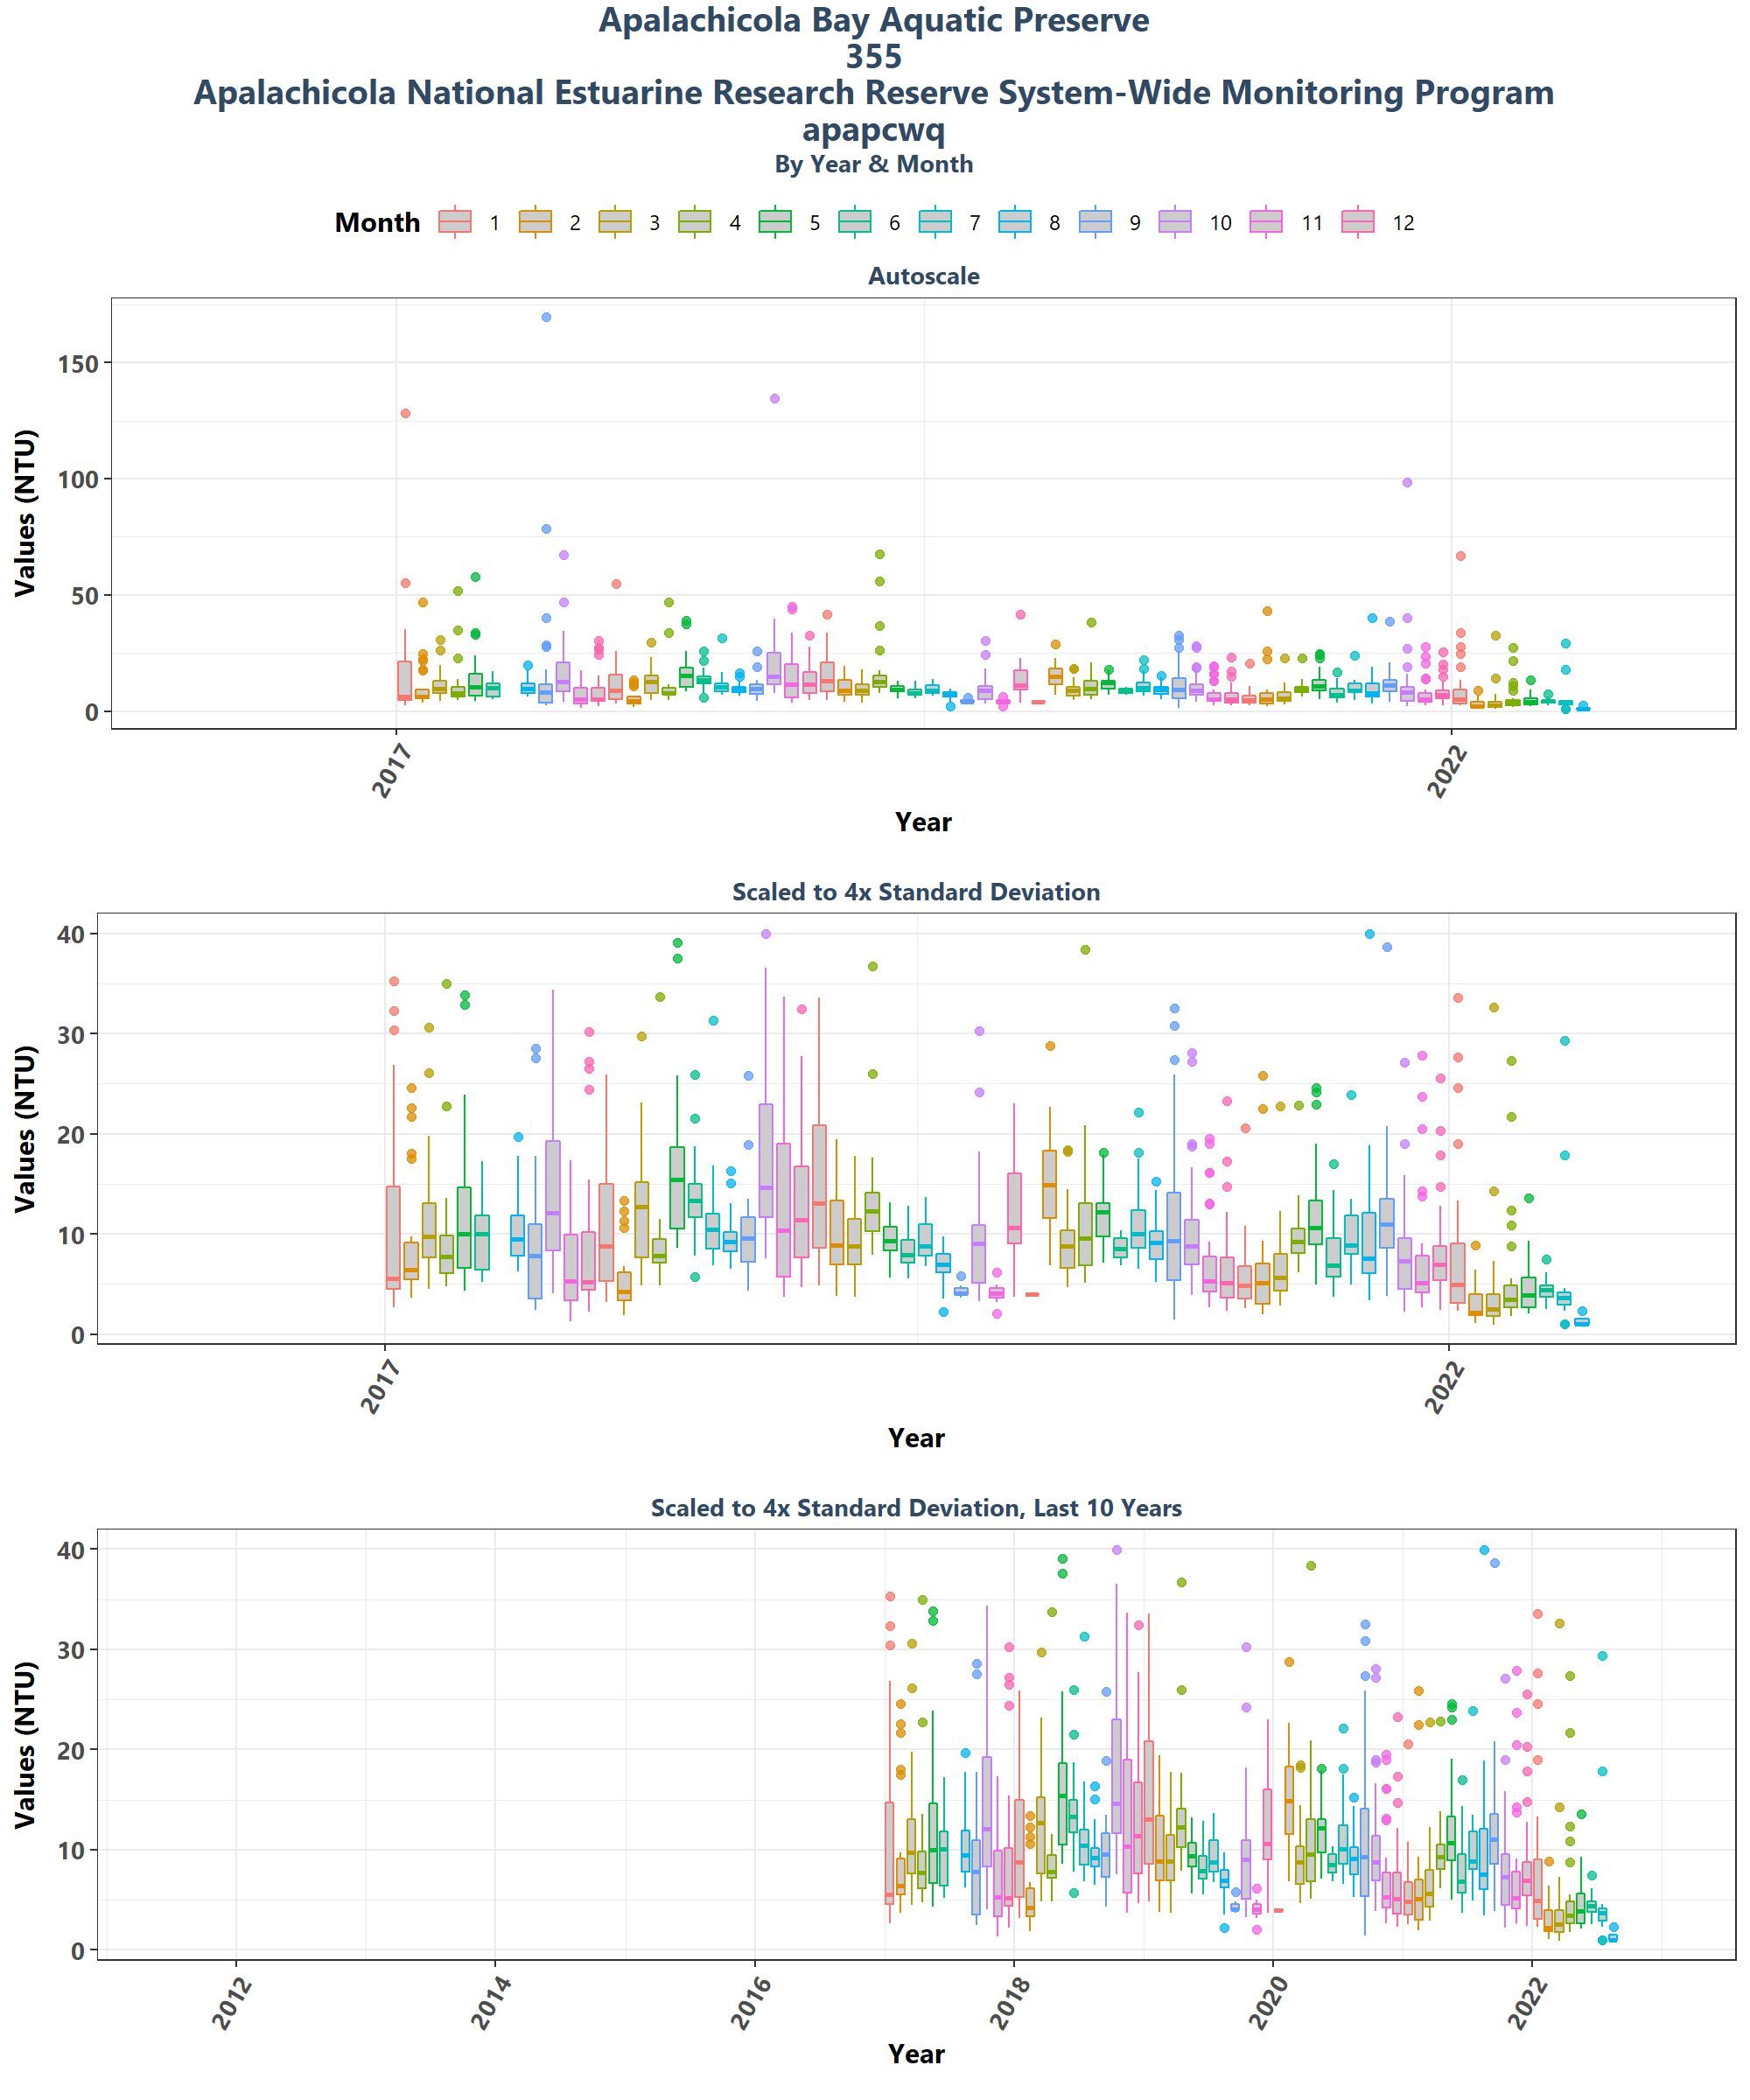 Apalachicola Bay Aquatic Preserve
355
Apalachicola National Estuarine Research Reserve System-Wide Monitoring Program
apapcwq
By Year & Month
Month 1 2 3 4 5 6 7 8 9 10 11 12
Autoscale
Values (NTU)
150
100
50
0
2017 2022
Year
Scaled to 4x Standard Deviation
Values (NTU)
40
30
20
10
0
2017 2022
Year
Scaled to 4x Standard Deviation, Last 10 Years
Values (NTU)
40
30
20
10
0
2012 2014 2016 2018 2020 2022
Year